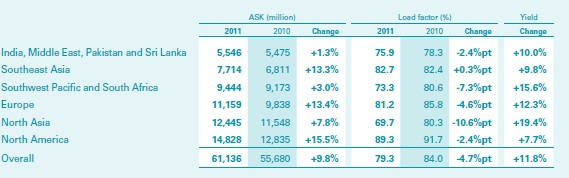 ASK (million) Load factor (%) Yield
2011 2010 Change 2011 2010 Change Change
India, Middle East, Pakistan and Sri Lanka 5,546 5,475 +1.3% 75.9 78.3 -2.4%pt +10.0%
Southeast Asia 7,714 6,811 +13.3% 82.7 82.4 +0.3%pt +9.8%
Southwest Pacific and South Africa 9,444 9,173 +3.0% 73.3 80.6 -7.3%pt +15.6%
Europe 11,159 9,838 +13.4% 81.2 85.8 -4.6%pt +12.3%
North Asia 12,445 11,548 +7.8% 69.7 80.3 -10.6%pt +19.4%
North America 14,828 12,835 +15.5% 89.3 91.7 -2.4%pt +7.7%
Overall 61,136 55,680 +9.8% 79.3 84.0 -4.7%pt +11.8%